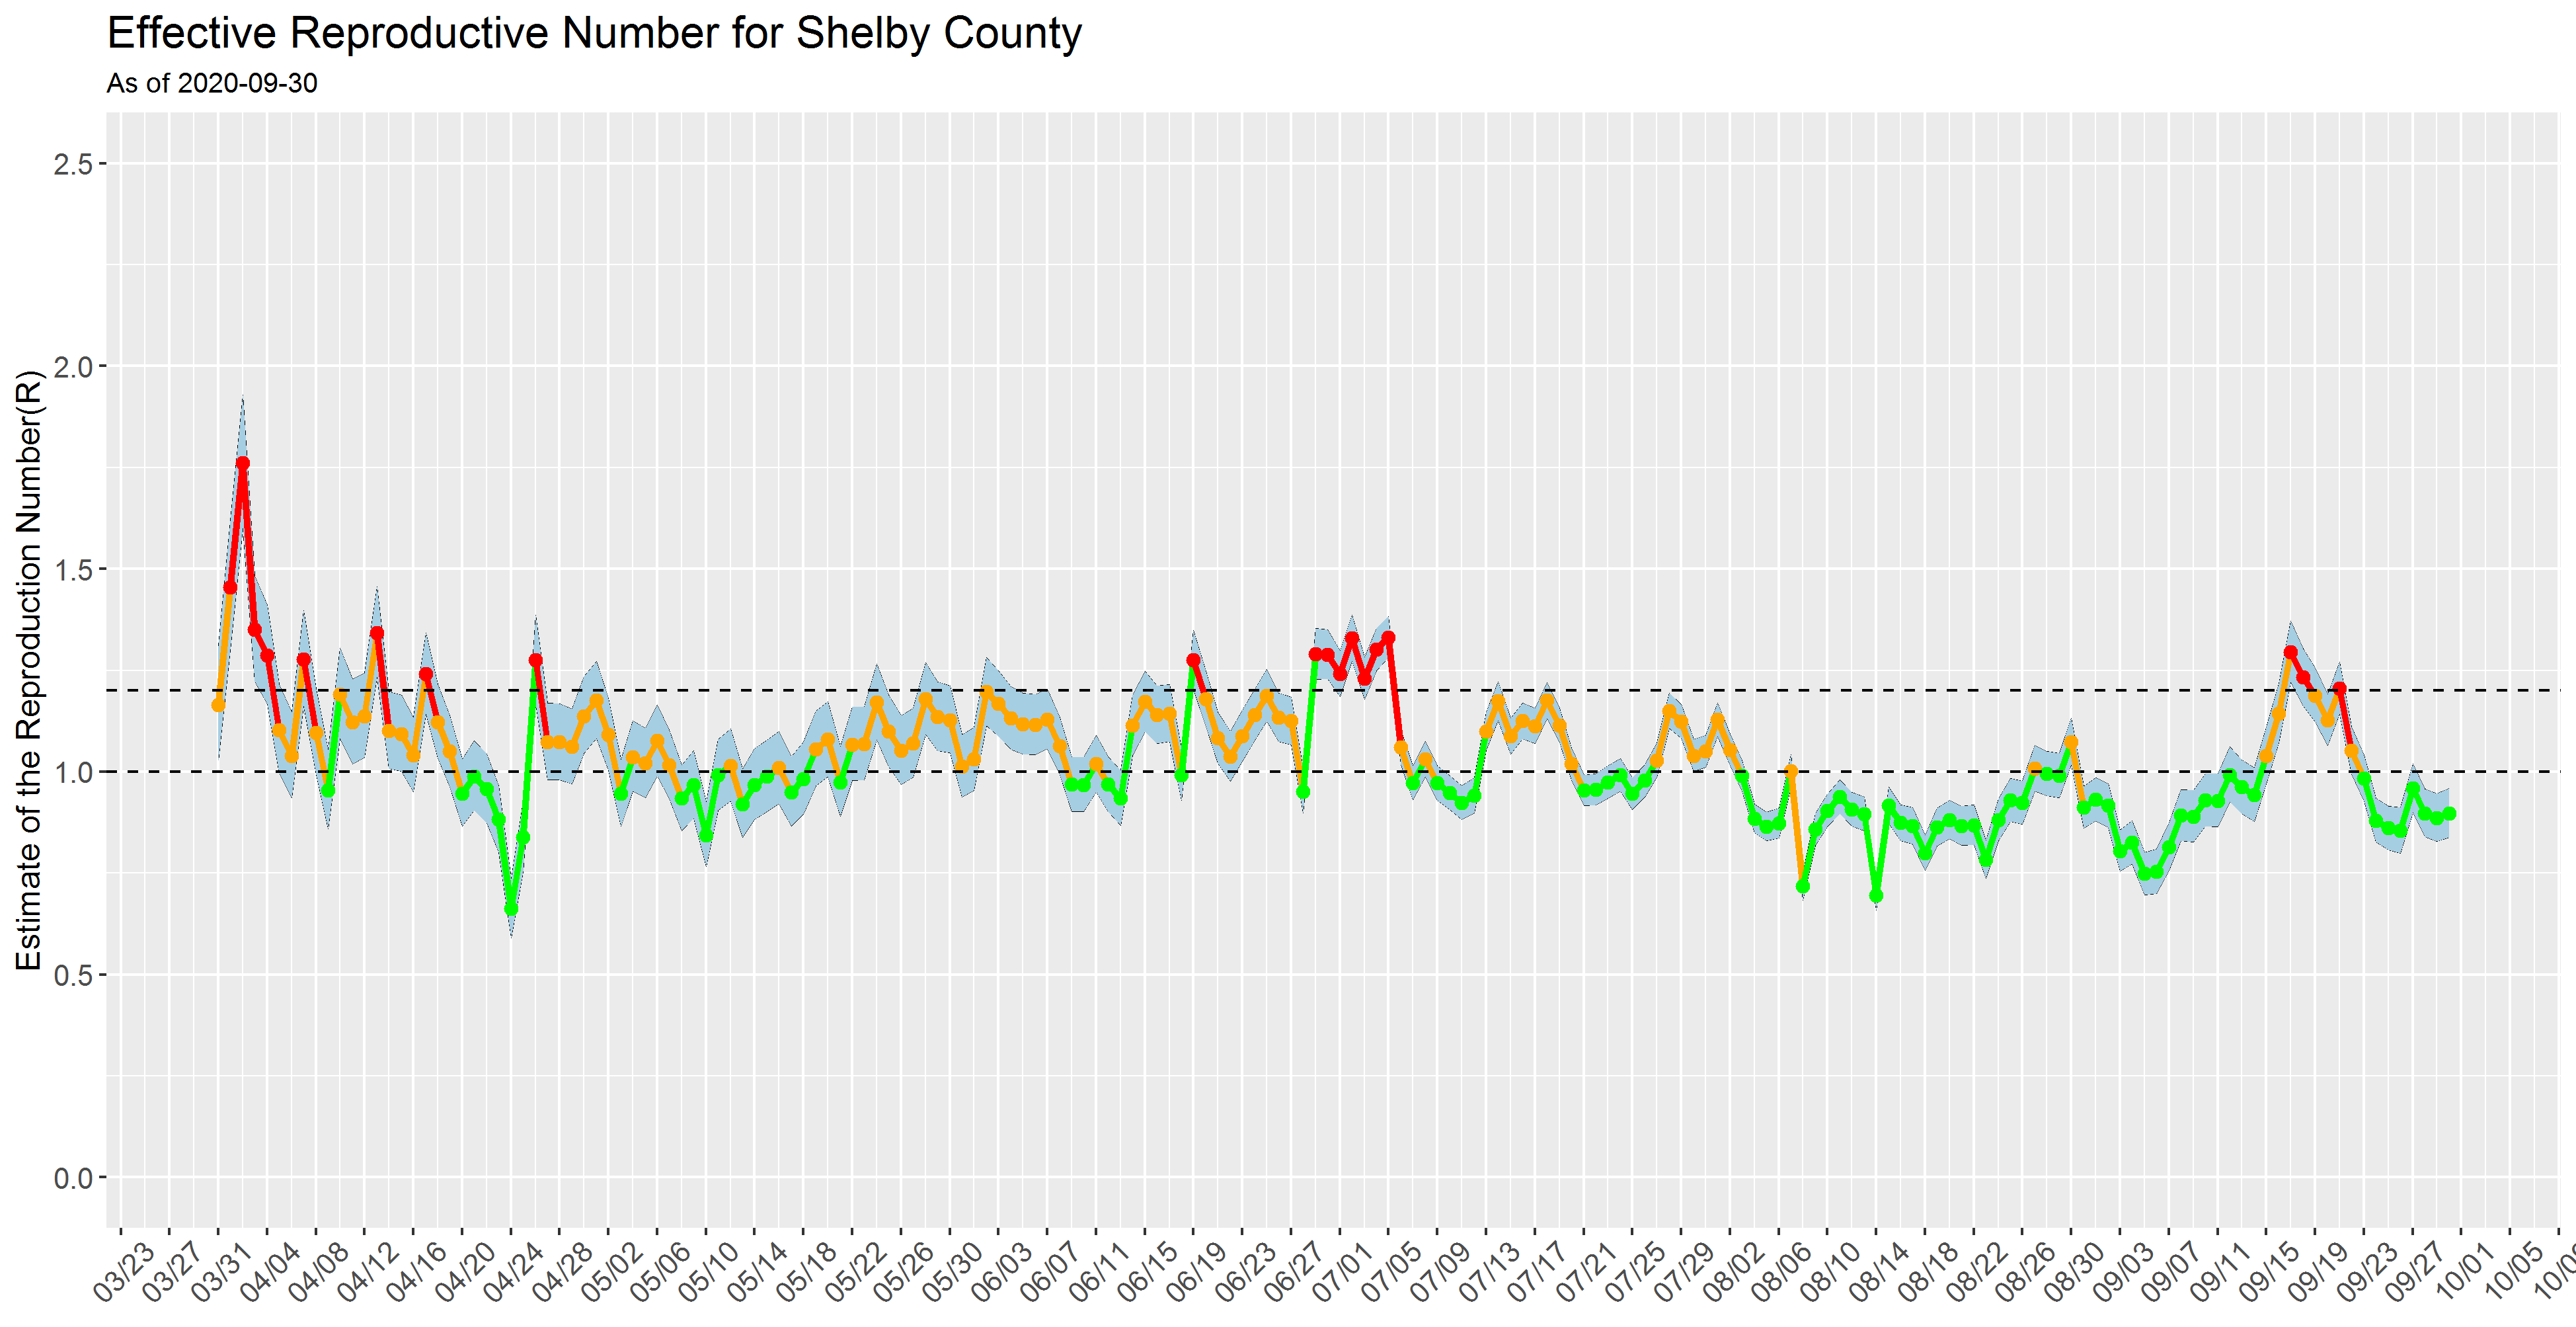 Effective Reproductive Number for Shelby County
As of 2020-09-30
Estimate of the Reproduction Number(R)
2.5
2.0
1.5
1.0
0.5
0.0
03/23 03/27 03/31 04/04 04/08 04/12 04/16 04/20 04/24 04/28 05/02 05/06 05/10 05/14 05/18 05/22 05/26 05/30 06/03 06/07 06/11 06/15 06/19 06/23 06/27 07/01 07/05 07/09 07/13 07/17 07/21 07/25 07/29 08/02 08/06 08/10 08/14 08/18 08/22 08/26 08/30 09/03 09/07 09/11 09/15 09/19 09/23 09/27 10/01 10/05